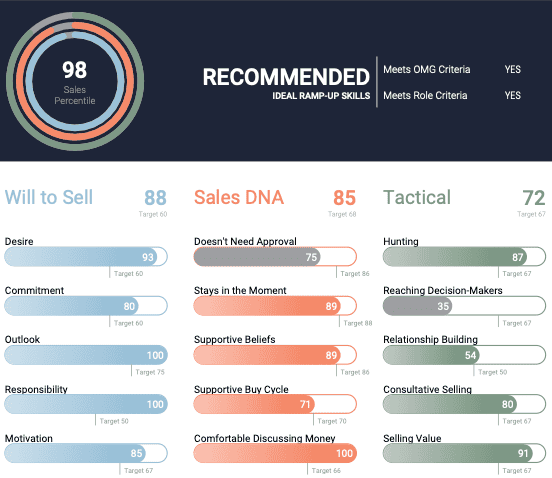 98
Sales
Percentile
RECOMMENDED
IDEAL RAMP-UP SKILLS
Meets OMG Criteria YES
Meets Role Criteria YES
Will to Sell 88
Target 60
Desire
93
Target 60
Commitment
80
Target 60
Outlook
100
Target 75
Responsibility
100
Target 50
Motivation
85
Target 67
Sales DNA 85
Target 68
Doesn't Need Approval
75
Target 86
Stays in the Moment
89
Target 88
Supportive Beliefs
89
Target 86
Supportive Buy Cycle
71
Target 70
Comfortable Discussing Money
100
Target 66
Tactical 72
Target 67
Hunting
87
Target 67
Reaching Decision-Makers
35
Target 67
Relationship Building
54
Target 50
Consultative Selling
80
Target 67
Selling Value
91
Target 67